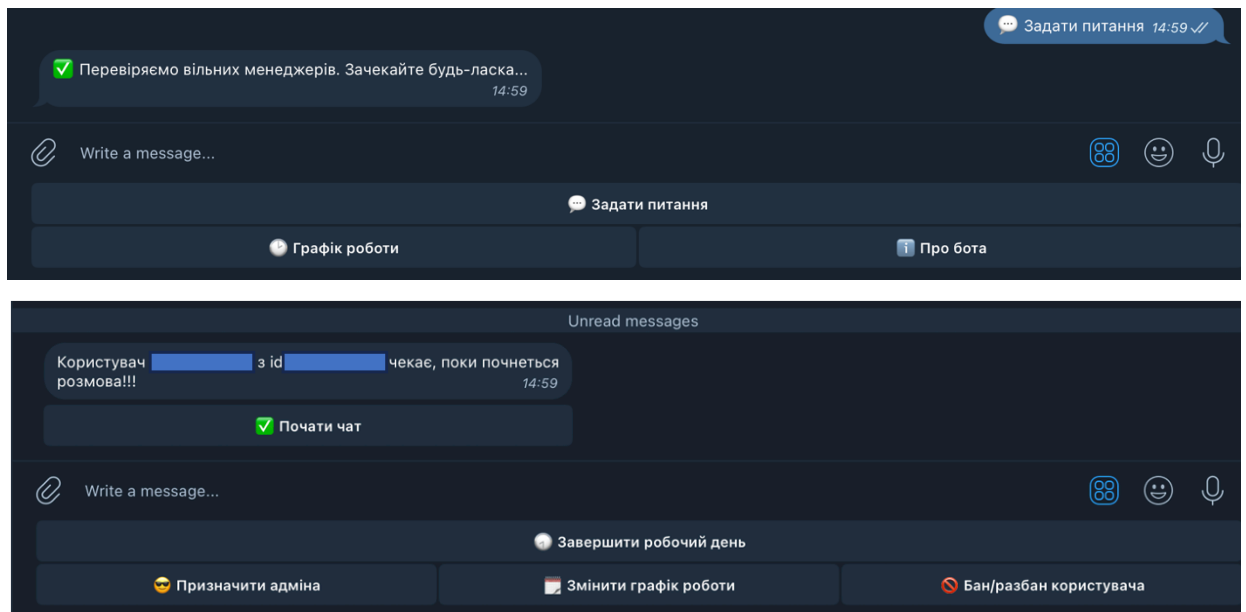 Задати питання 14:59
Перевіряємо вільних менеджерів. Зачекайте будь-ласка...
14:59
Write a message...
Задати питання
Графік роботи
Про бота
Unread messages
Користувач з id чекає, поки почнеться
розмова!!! 14:59
Почати чат
Write a message...
Завершити робочий день
Призначити адміна
Змінити графік роботи
Бан/разбан користувача